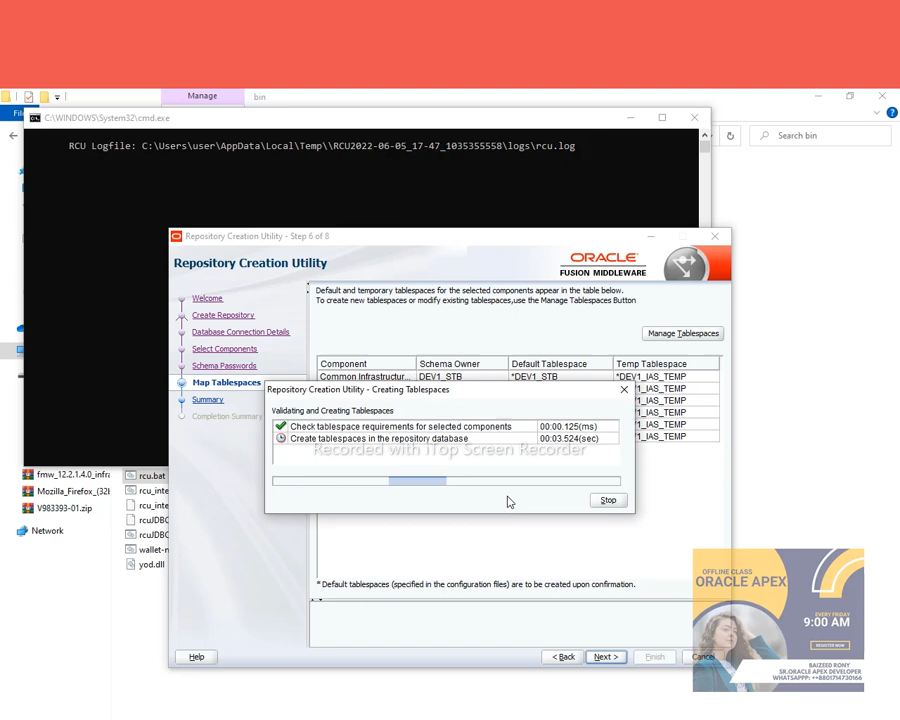 Manage
bin
C:\WINDOWS\System32\cmd.exe
Search bin
RCU Logfile: C:\Users\user\AppData\Local\Temp\\RCU2022-06-05_17-47_1035355558\logs\rcu.log
Repository Creation Utility - Step 6 of 8
Repository Creation Utility
ORACLE
FUSION MIDDLEWARE
Welcome
Create Repository
Database Connection Details
Select Components
Schema Passwords
Map Tablespaces
Summary
Completion Summary
Default and temporary tablespaces for the selected components appear in the table below.
To create new tablespaces or modify existing tablespaces,use the Manage Tablespaces Button
Manage Tablespaces
Component Schema Owner Default Tablespace Temp Tablespace
Common Infrastructur... DEV1_STB *DEV1_STB *DEV1_IAS_TEMP
*DEV1_IAS_TEMP
*DEV1_IAS_TEMP
*DEV1_IAS_TEMP
*DEV1_IAS_TEMP
Repository Creation Utility - Creating Tablespaces
Validating and Creating Tablespaces
Check tablespace requirements for selected components 00:00.125(ms)
Create tablespaces in the repository database 00:03.524(sec)
Recorded with iTop Screen Recorder
Stop
fmw_12.2.1.4.0_infra
Mozilla_Firefox_(32b
V983393-01.zip
Network
rcu.bat
rcu_inte
rcu_inte
rcuJDBC
rcuJDBC
wallet-n
yod.dll
* Default tablespaces (specified in the configuration files) are to be created upon confirmation.
Help
< Back
Next >
Finish
Cancel
OFFLINE CLASS
ORACLE APEX
EVERY FRIDAY
9:00 AM
REGISTER NOW
BAIZEED RONY
SR.ORACLE APEX DEVELOPER
WHATSAPPP: ++8801714730166